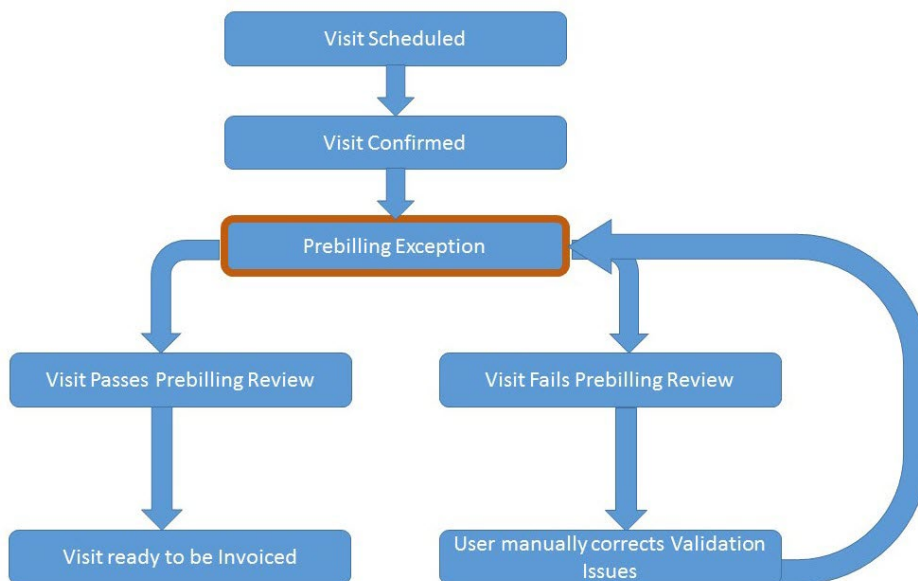 Visit Scheduled
Visit Confirmed
Prebilling Exception
Visit Passes Prebilling Review
Visit Fails Prebilling Review
Visit ready to be Invoiced
User manually corrects Validation
Issues